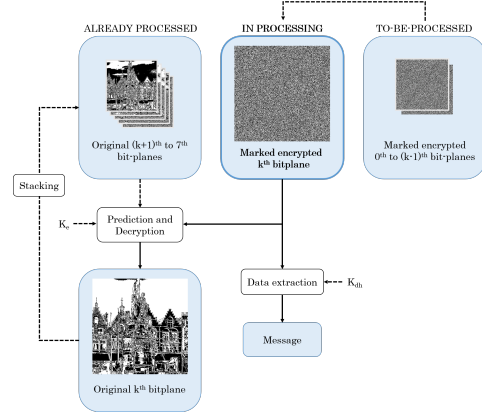 ALREADY PROCESSED
IN PROCESSING
TO-BE-PROCESSED
Original (k+1)th to 7th
bit-planes
Marked encrypted
kth bitplane
Marked encrypted
0th to (k-1)th bit-planes
Stacking
Ke
Prediction and
Decryption
Data extraction
Kdh
Message
Original kth bitplane